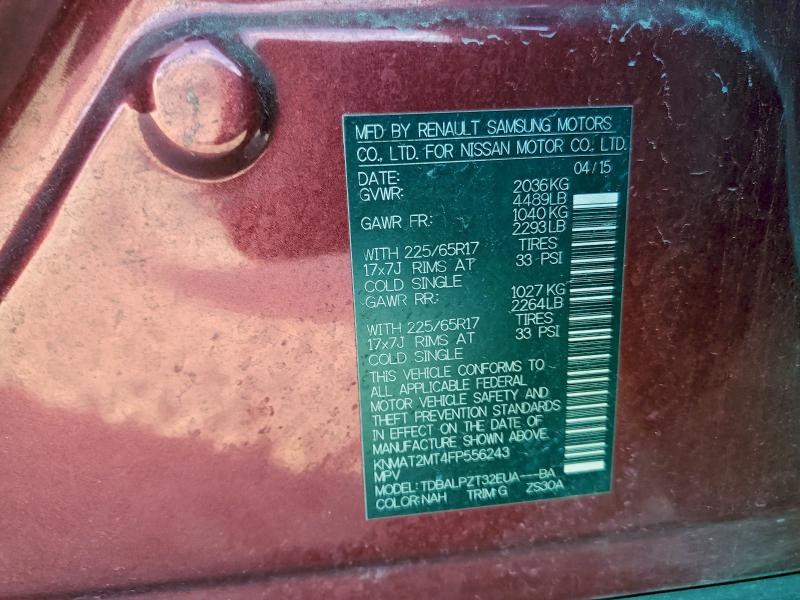 MFD BY RENAULT SAMSUNG MOTORS
CO., LTD. FOR NISSAN MOTOR CO., LTD.
DATE: 04/15
GVWR: 2036KG
4489LB
GAWR FR: 1040KG
2293LB
WITH 225/65R17 TIRES
17x7J RIMS AT 33 PSI
COLD SINGLE
GAWR RR: 1027KG
2264LB
WITH 225/65R17 TIRES
17x7J RIMS AT 33 PSI
COLD SINGLE
THIS VEHICLE CONFORMS TO
ALL APPLICABLE FEDERAL
MOTOR VEHICLE SAFETY AND
THEFT PREVENTION STANDARDS
IN EFFECT ON THE DATE OF
MANUFACTURE SHOWN ABOVE.
KNMAT2MT4FP556243
MPV
MODEL: TDBALPZT32EUA---BA
COLOR: NAH TRIM: G ZS30A